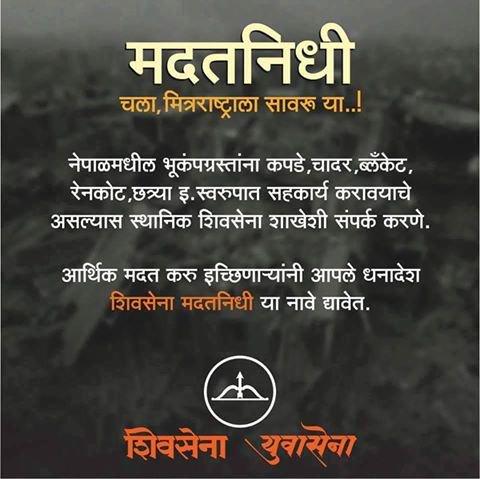 मदतनिधी
चला,मित्रराष्ट्राला सावरू या..!
नेपाळमधील भूकंपग्रस्तांना कपडे,चादर,ब्लँकेट,
रेनकोट,छत्र्या इ.स्वरुपात सहकार्य करावयाचे
असल्यास स्थानिक शिवसेना शाखेशी संपर्क करणे.
आर्थिक मदत करु इच्छिणाऱ्यांनी आपले धनादेश
शिवसेना मदतनिधी या नावे द्यावेत.
शिवसेना युवासेना